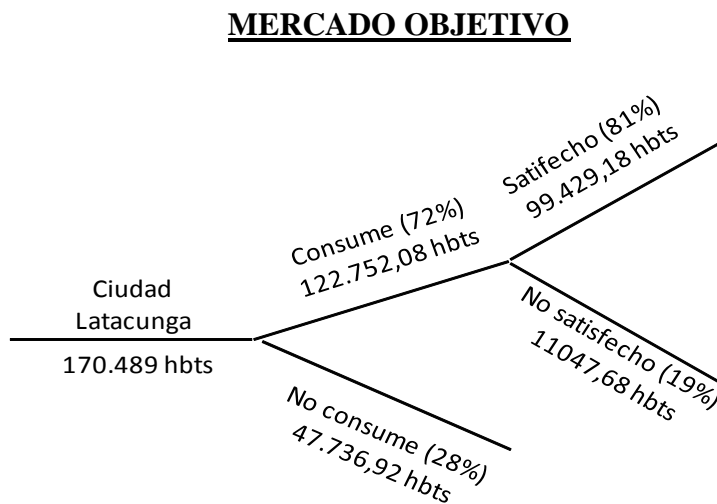 MERCADO OBJETIVO
Ciudad
Latacunga
170.489 hbts
Consume (72%)
122.752,08 hbts
No consume (28%)
47.736,92 hbts
Satifecho (81%)
99.429,18 hbts
No satisfecho (19%)
11047,68 hbts